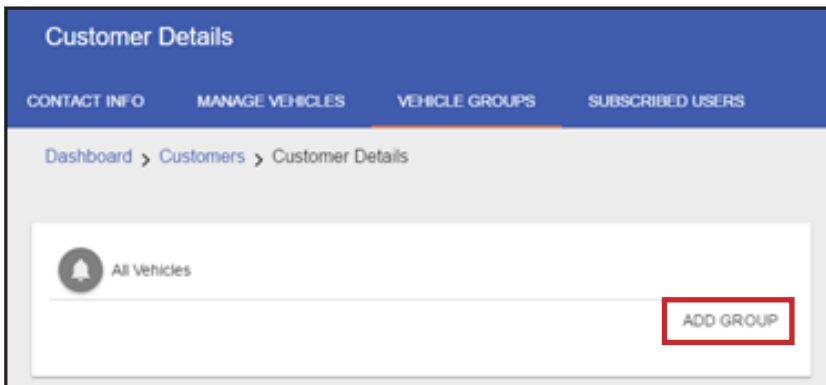 Customer Details
CONTACT INFO MANAGE VEHICLES VEHICLE GROUPS SUBSCRIBED USERS
Dashboard > Customers > Customer Details
All Vehicles
ADD GROUP